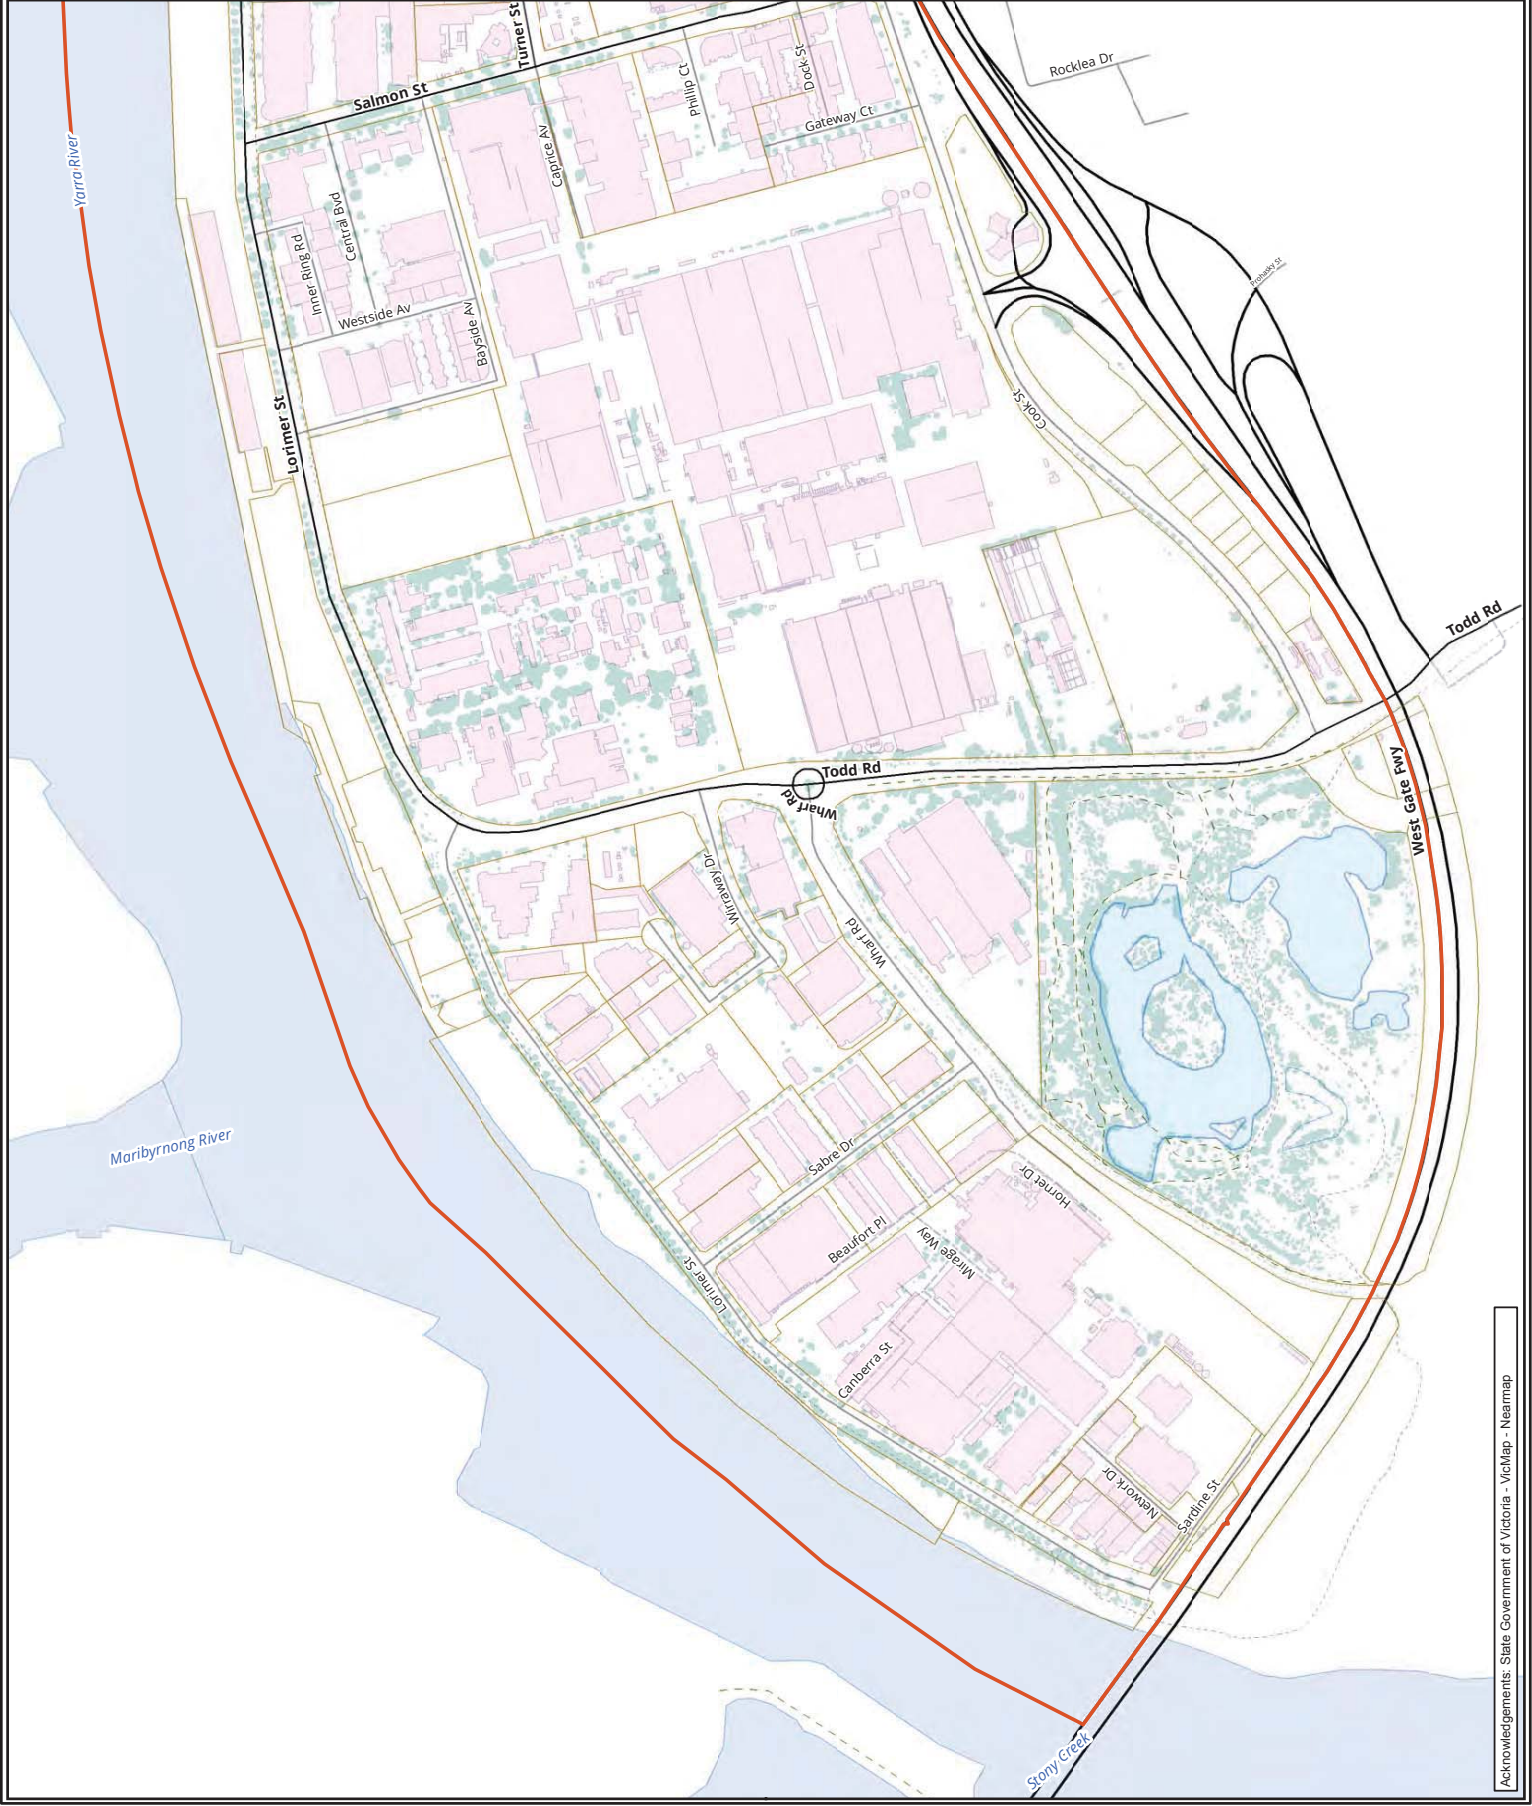 Turner St
Rocklea Dr
Salmon St
Phillip Ct
Dock St
Gateway Ct
Caprice Av
Yarra River
Central Bvd
Inner Ring Rd
Westside Av
Bayside Av
Prohasky St
Lorimer St
Cook St
Todd Rd
Todd Rd
Wharf Rd
West Gate Fwy
Wirraway Dr
Wharf Rd
Maribyrnong River
Sabre Dr
Hornet Dr
Beaufort Pl
Mirage Way
Lorimer St
Canberra St
Network Dr
Sardine St
Stony Creek
Acknowledgements: State Government of Victoria - VicMap - Nearmap